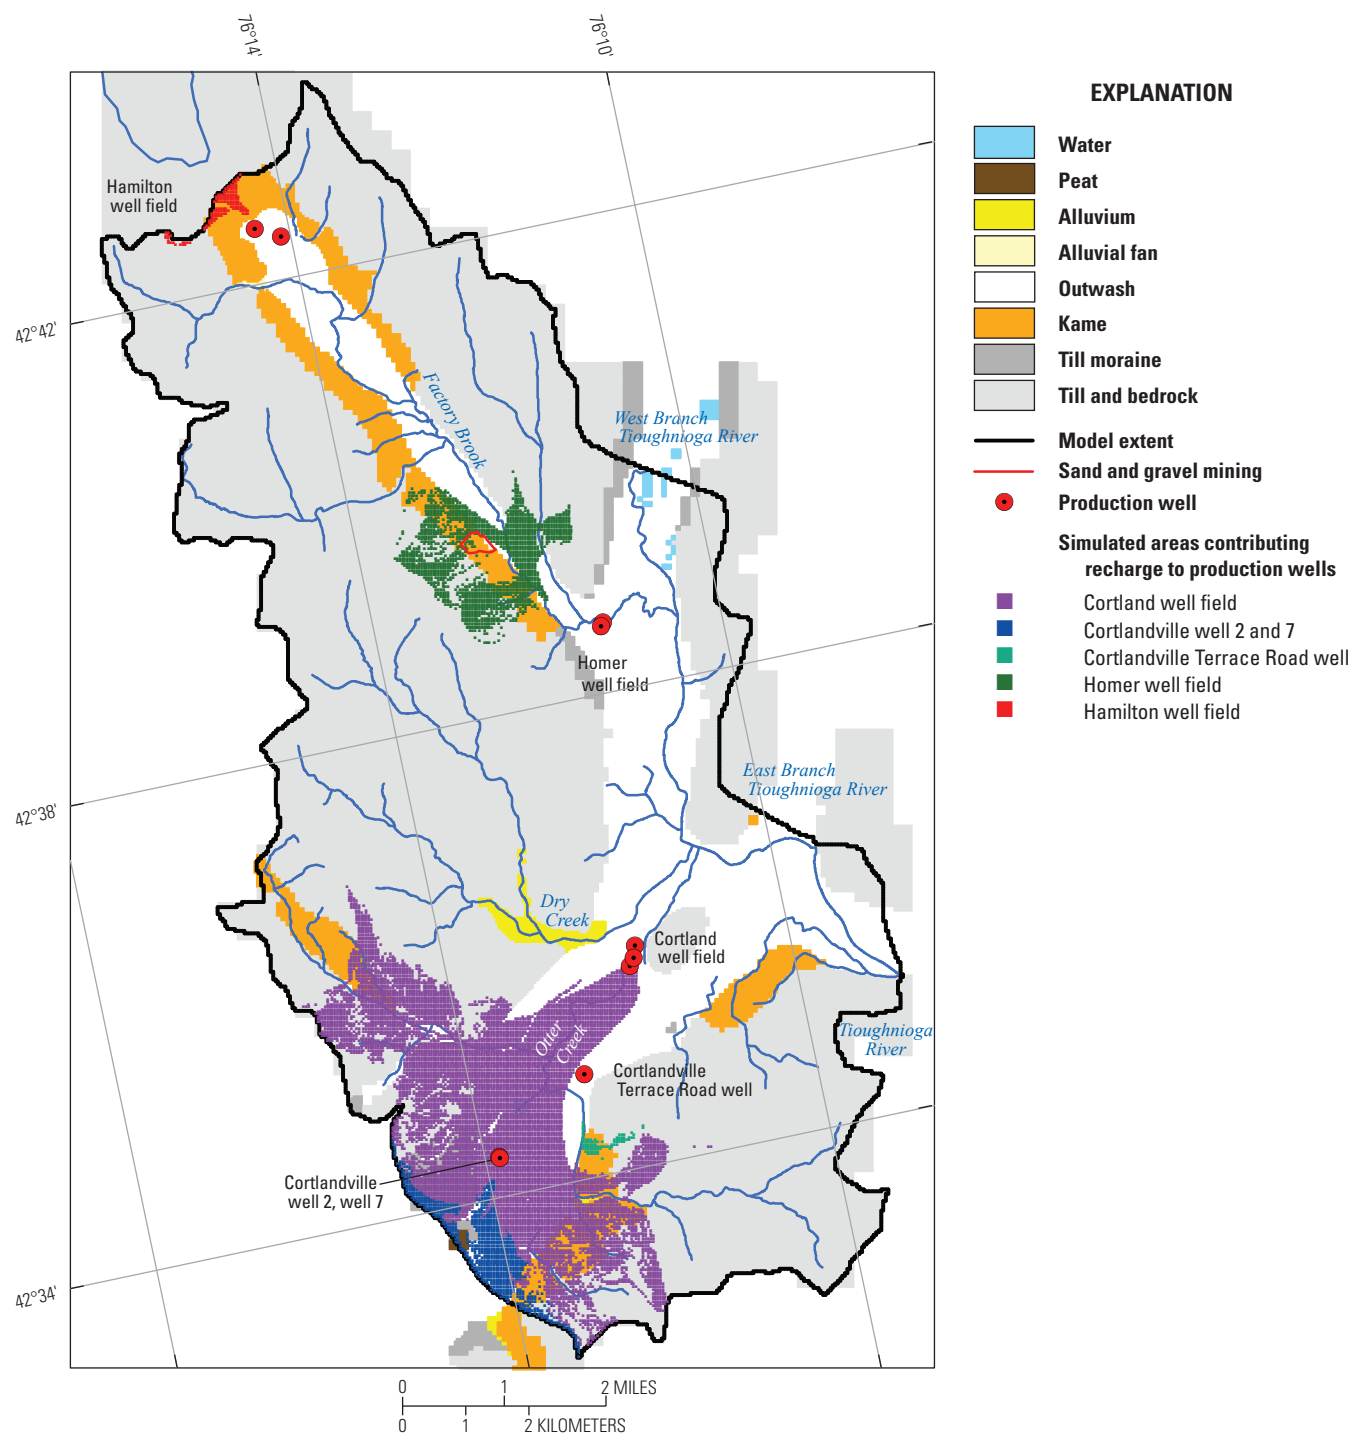 76°14'
76°10'
EXPLANATION
Water
Peat
Alluvium
Alluvial fan
Outwash
Kame
Till moraine
Till and bedrock
Model extent
Sand and gravel mining
Production well
Simulated areas contributing
recharge to production wells
Cortland well field
Cortlandville well 2 and 7
Cortlandville Terrace Road well
Homer well field
Hamilton well field
Hamilton
well field
42°42'
Factory Brook
West Branch
Tioughnioga River
Homer
well field
East Branch
Tioughnioga River
42°38'
Dry
Creek
Cortland
well field
Otter
Creek
Tioughnioga
River
Cortlandville
Terrace Road well
Cortlandville
well 2, well 7
42°34'
0 1 2 MILES
0 1 2 KILOMETERS